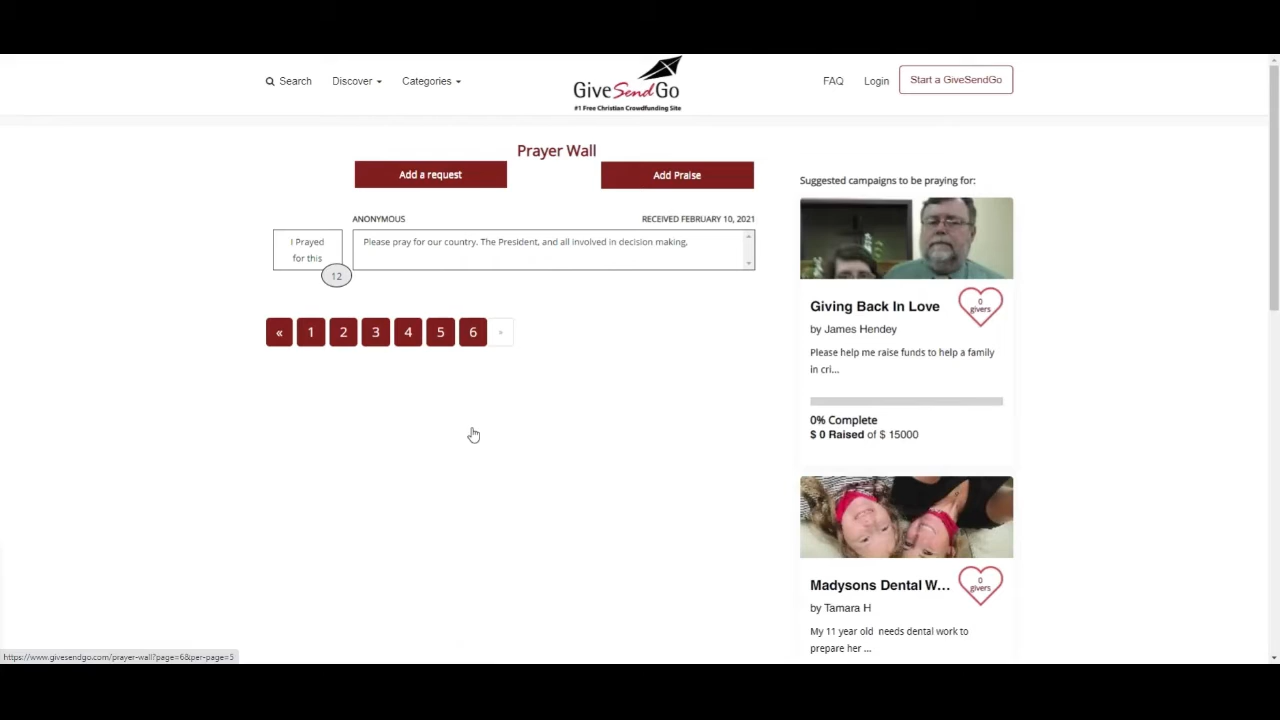 Search Discover Categories
GiveSendGo
#1 Free Christian Crowdfunding Site
FAQ Login Start a GiveSendGo
Prayer Wall
Add a request
Add Praise
ANONYMOUS
RECEIVED FEBRUARY 10, 2021
I Prayed
for this
12
Please pray for our country. The President, and all involved in decision making.
« 1 2 3 4 5 6 »
Suggested campaigns to be praying for:
Giving Back In Love
0
givers
by James Hendey
Please help me raise funds to help a family
in cri...
0% Complete
$ 0 Raised of $ 15000
Madysons Dental W...
0
givers
by Tamara H
My 11 year old needs dental work to
prepare her ...
https://www.givesendgo.com/prayer-wall?page=6&per-page=5